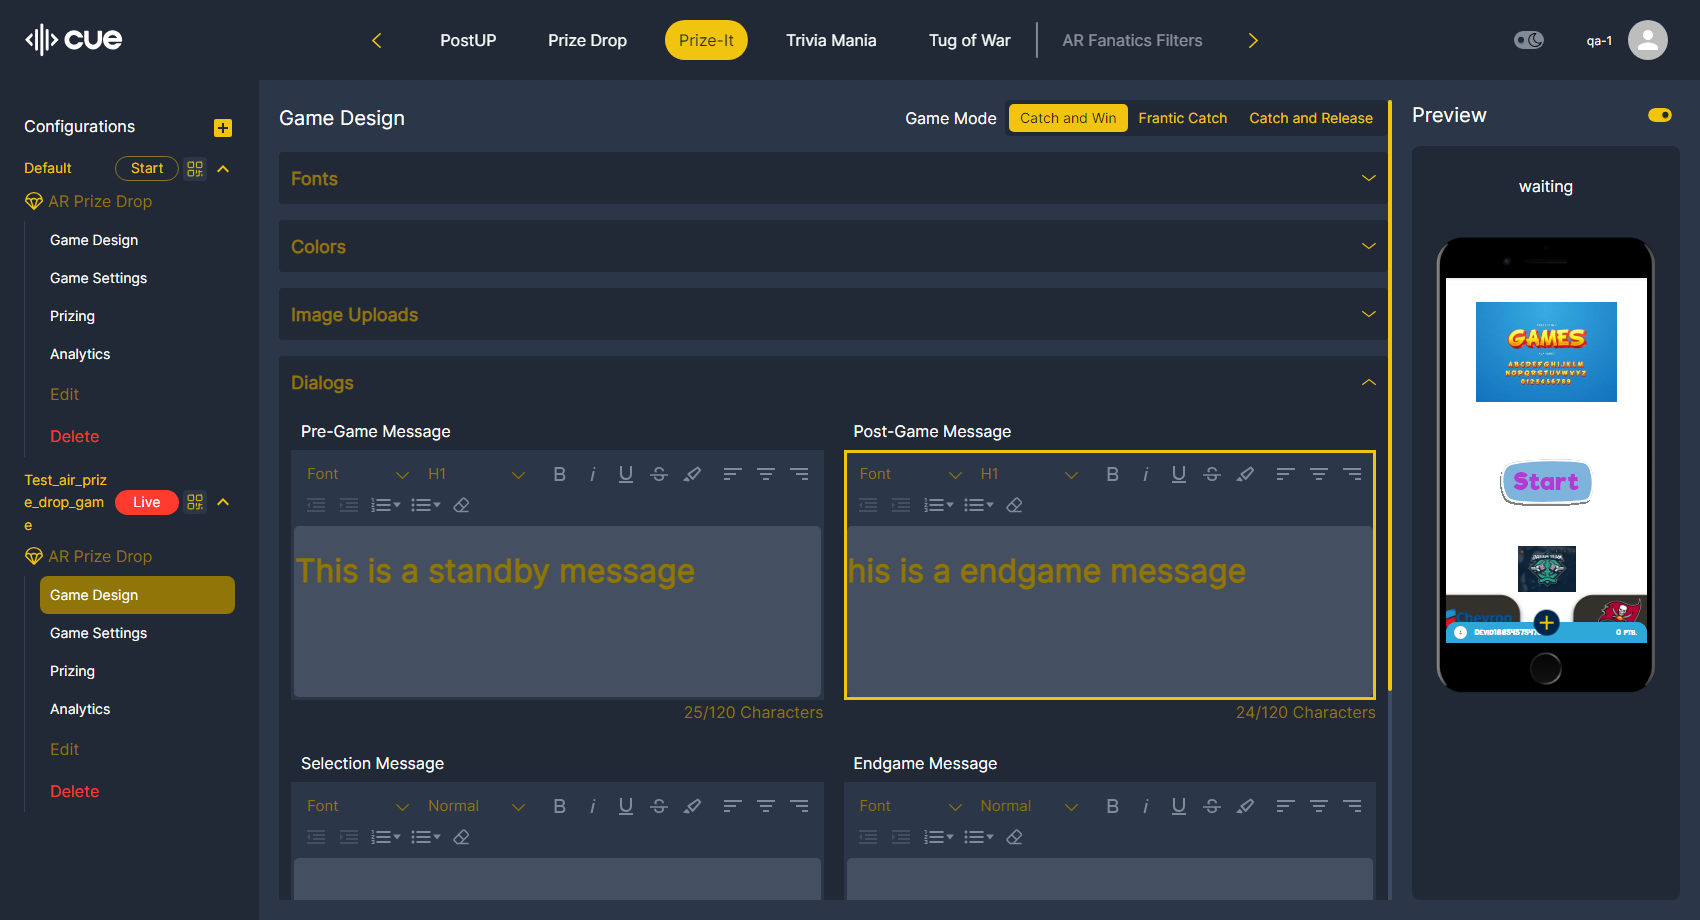 cue
PostUP
Prize Drop
Prize-It
Trivia Mania
Tug of War
AR Fanatics Filters
qa-1
Configurations
Default
Start
AR Prize Drop
Game Design
Game Settings
Prizing
Analytics
Edit
Delete
Test_air_priz
e_drop_gam
e
Live
AR Prize Drop
Game Design
Game Settings
Prizing
Analytics
Edit
Delete
Game Design
Game Mode
Catch and Win
Frantic Catch
Catch and Release
Fonts
Colors
Image Uploads
Dialogs
Pre-Game Message
Font
H1
This is a standby message
25/120 Characters
Post-Game Message
Font
H1
his is a endgame message
24/120 Characters
Selection Message
Font
Normal
Endgame Message
Font
Normal
Preview
waiting
GAMES
ABCDEFGHIJKLM
NOPQRSTUVWXYZ
0123456789
Start
Chevron
0 PTS.